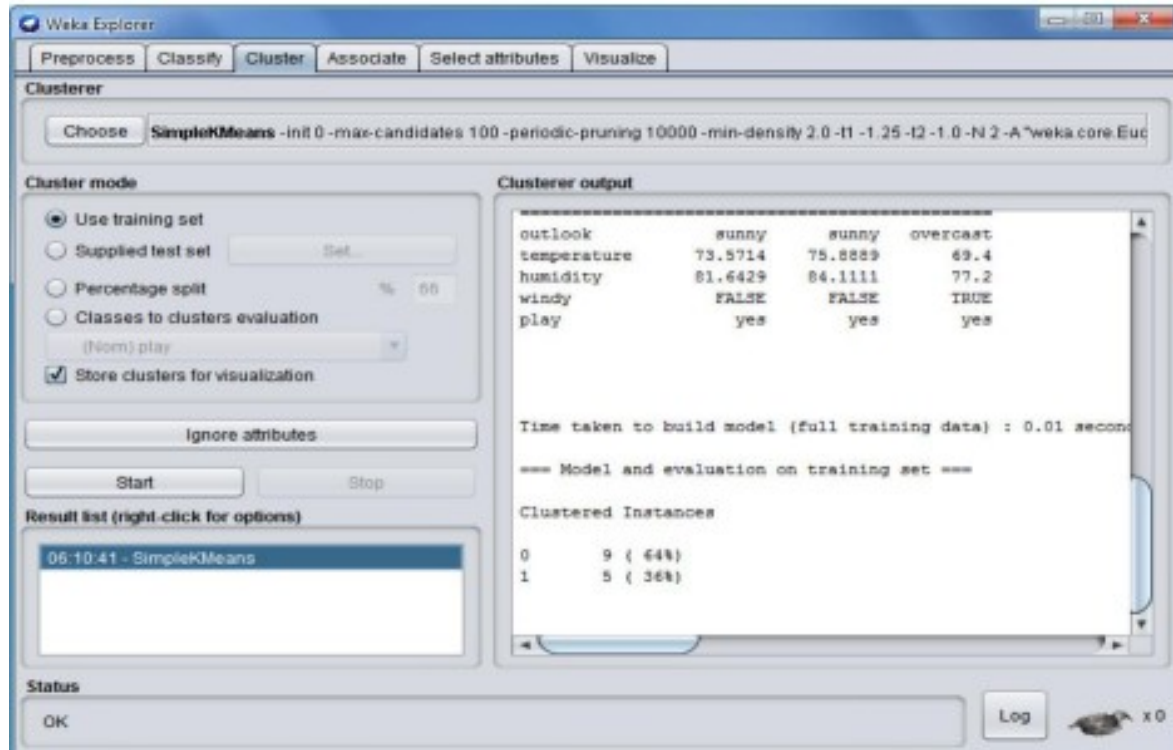 Weka Explorer
Preprocess Classify Cluster Associate Select attributes Visualize
Clusterer
Choose SimpleKMeans -init 0 -max-candidates 100 -periodic-pruning 10000 -min-density 2.0 -t1 -1.25 -t2 -1.0 -N 2 -A "weka.core.Euc
Cluster mode
Use training set
Supplied test set Set...
Percentage split % 66
Classes to clusters evaluation
(Nom) play
Store clusters for visualization
Ignore attributes
Start Stop
Result list (right-click for options)
06:10:41 - SimpleKMeans
Clusterer output
outlook sunny sunny overcast
temperature 73.5714 75.8889 69.4
humidity 81.6429 84.1111 77.2
windy FALSE FALSE TRUE
play yes yes yes
Time taken to build model (full training data) : 0.01 second
=== Model and evaluation on training set ===
Clustered Instances
0 9 ( 64%)
1 5 ( 36%)
Status
OK
Log x 0